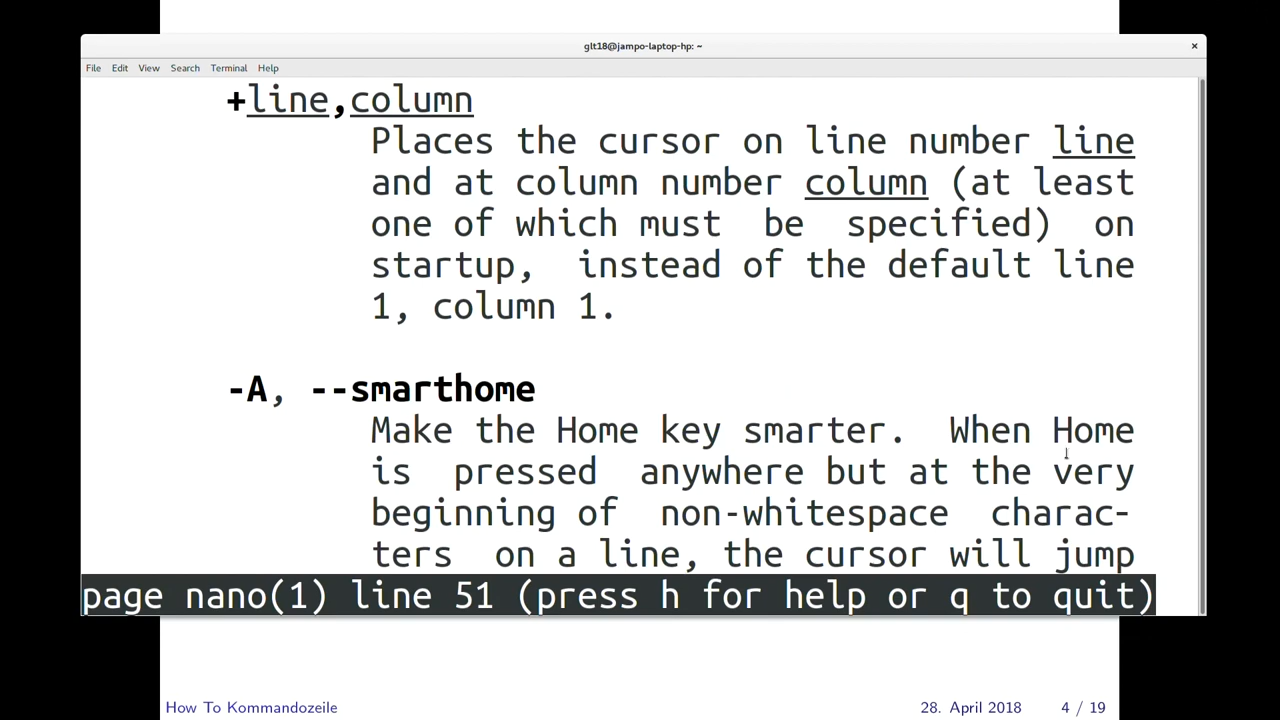 glt18@jampo-laptop-hp: ~
×
File Edit View Search Terminal Help
+line,column
Places the cursor on line number line
and at column number column (at least
one of which must be specified) on
startup, instead of the default line
1, column 1.
-A, --smarthome
Make the Home key smarter. When Home
is pressed anywhere but at the very
beginning of non-whitespace charac-
ters on a line, the cursor will jump
page nano(1) line 51 (press h for help or q to quit)
How To Kommandozeile 28. April 2018 4 / 19